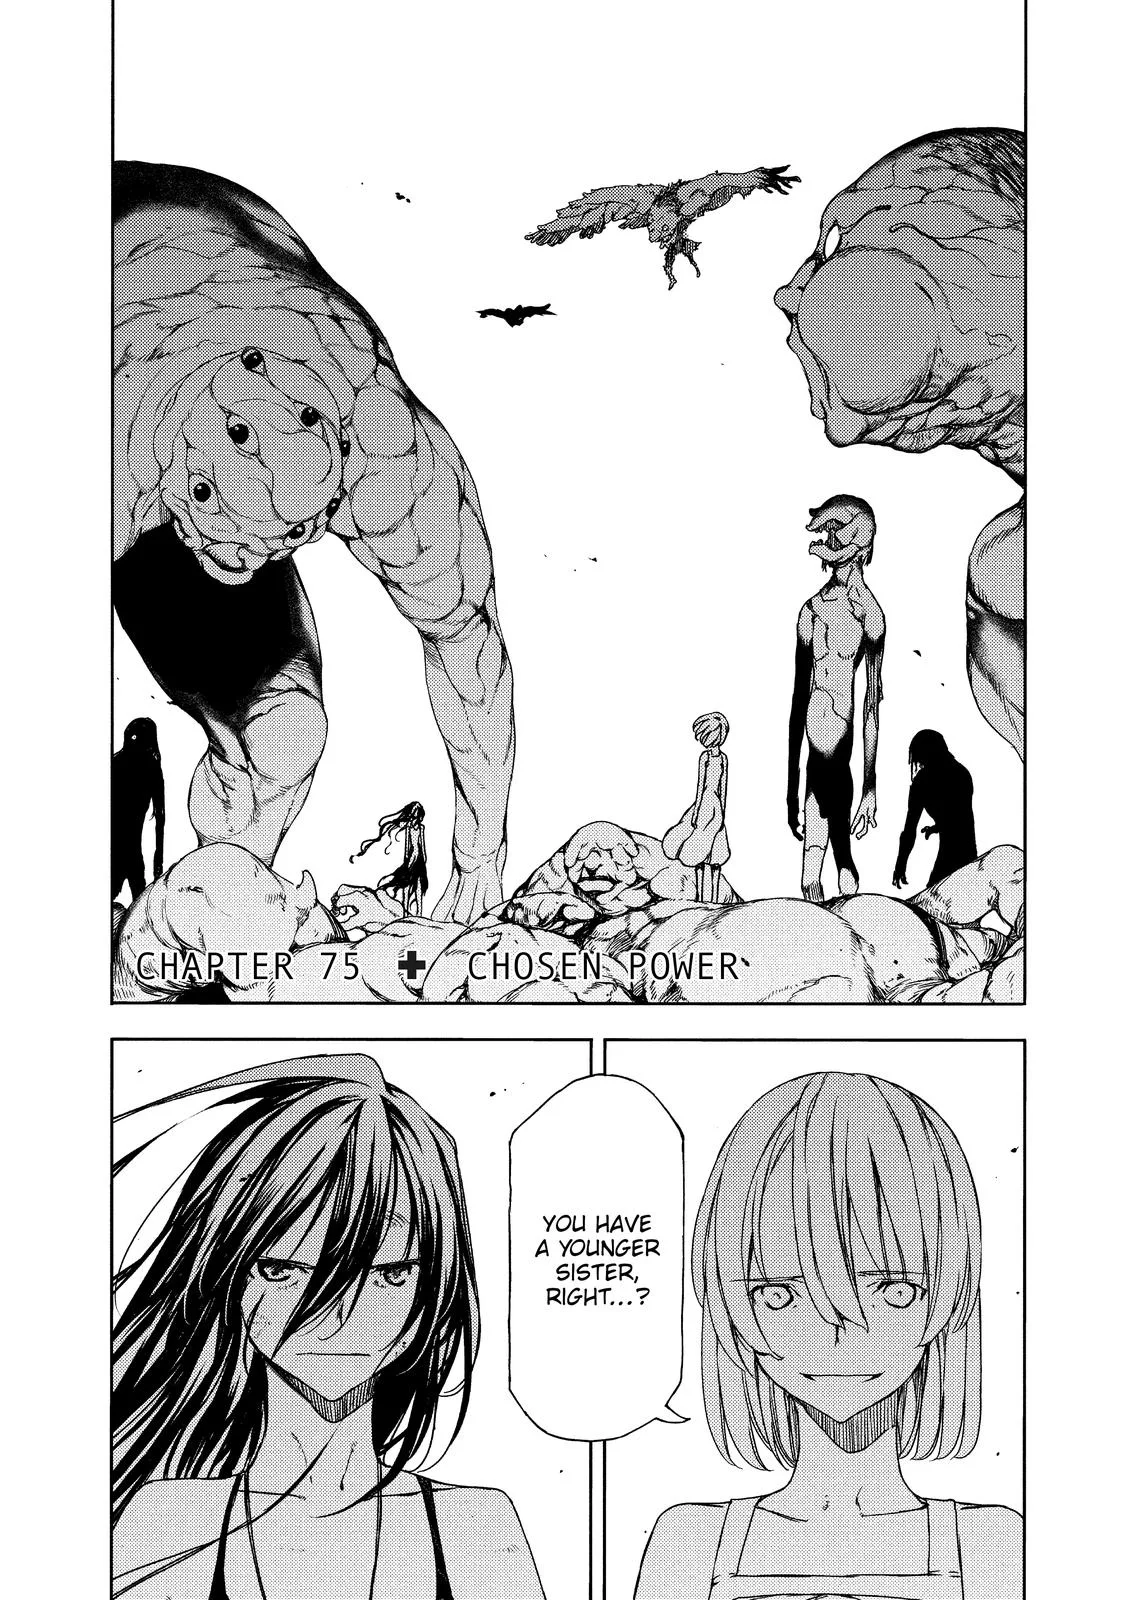 CHAPTER 75 ✚ CHOSEN POWER
YOU HAVE
A YOUNGER
SISTER,
RIGHT...?